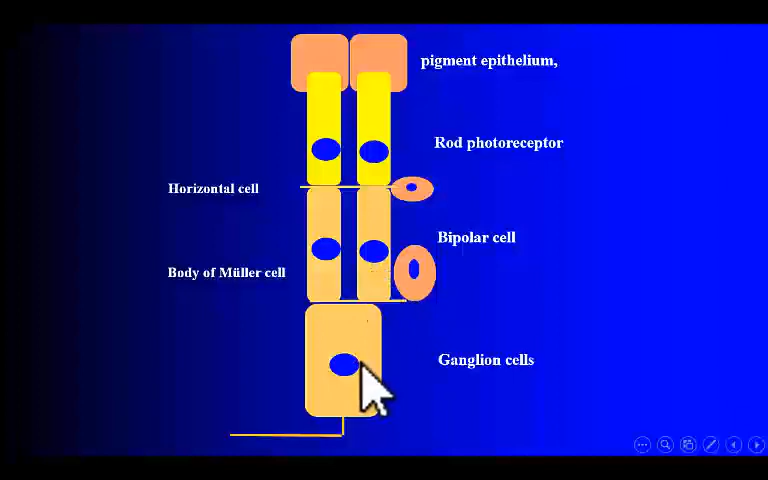 pigment epithelium,
Rod photoreceptor
Horizontal cell
Bipolar cell
Body of Müller cell
Ganglion cells